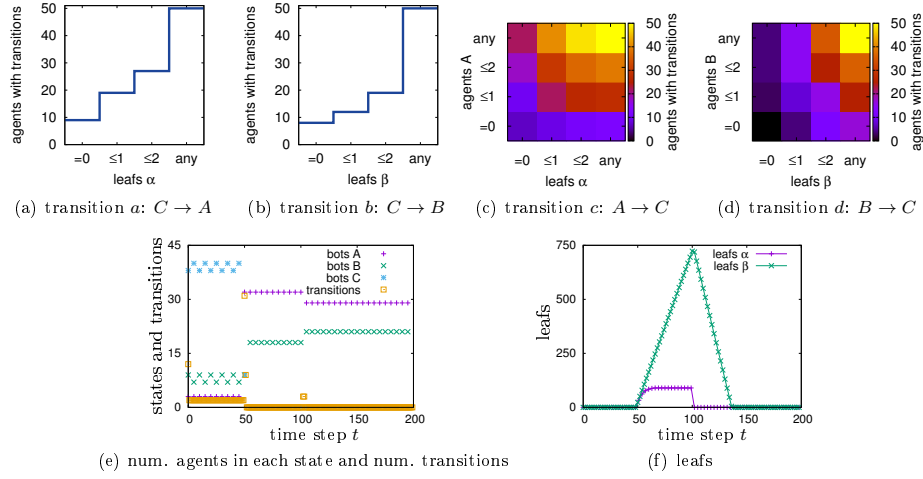 agents with transitions
50
40
30
20
10
0
=0 ≤1 ≤2 any
leafs α
(a) transition a: C → A
agents with transitions
50
40
30
20
10
0
=0 ≤1 ≤2 any
leafs β
(b) transition b: C → B
agents A
any
≤2
≤1
=0
=0 ≤1 ≤2 any
leafs α
50
40
30
20
10
0
agents with transitions
(c) transition c: A → C
agents B
any
≤2
≤1
=0
=0 ≤1 ≤2 any
leafs β
50
40
30
20
10
0
agents with transitions
(d) transition d: B → C
states and transitions
45
30
15
0
bots A
bots B
bots C
transitions
0 50 100 150 200
time step t
(e) num. agents in each state and num. transitions
leafs
750
500
250
0
leafs α
leafs β
0 50 100 150 200
time step t
(f) leafs